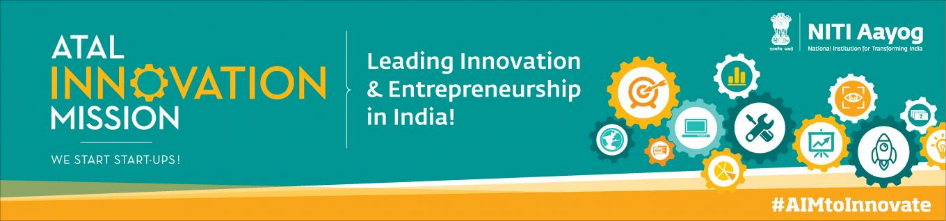 ATAL
INNOVATION
MISSION
WE START START-UPS!
Leading Innovation
& Entrepreneurship
in India!
NITI Aayog
National Institution for Transforming India
#AIMtoInnovate